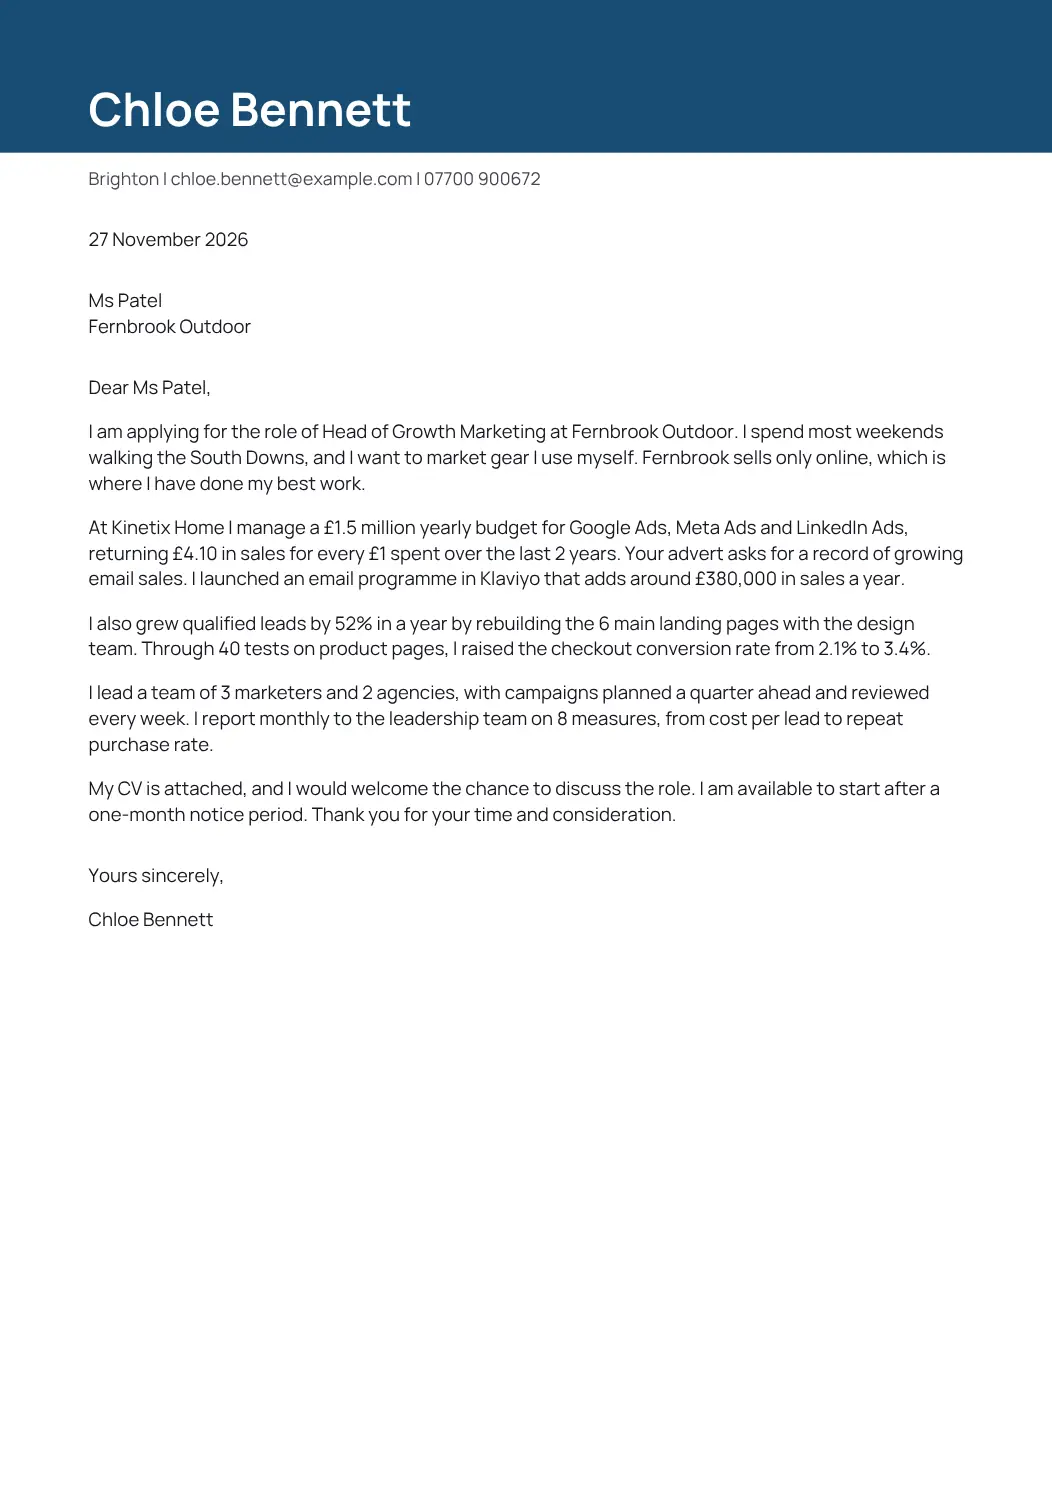 Chloe Bennett
Brighton | chloe.bennett@example.com | 07700 900672
27 November 2026
Ms Patel
Fernbrook Outdoor
Dear Ms Patel,
I am applying for the role of Head of Growth Marketing at Fernbrook Outdoor. I spend most weekends
walking the South Downs, and I want to market gear I use myself. Fernbrook sells only online, which is
where I have done my best work.
At Kinetix Home I manage a £1.5 million yearly budget for Google Ads, Meta Ads and LinkedIn Ads,
returning £4.10 in sales for every £1 spent over the last 2 years. Your advert asks for a record of growing
email sales. I launched an email programme in Klaviyo that adds around £380,000 in sales a year.
I also grew qualified leads by 52% in a year by rebuilding the 6 main landing pages with the design
team. Through 40 tests on product pages, I raised the checkout conversion rate from 2.1% to 3.4%.
I lead a team of 3 marketers and 2 agencies, with campaigns planned a quarter ahead and reviewed
every week. I report monthly to the leadership team on 8 measures, from cost per lead to repeat
purchase rate.
My CV is attached, and I would welcome the chance to discuss the role. I am available to start after a
one-month notice period. Thank you for your time and consideration.
Yours sincerely,
Chloe Bennett